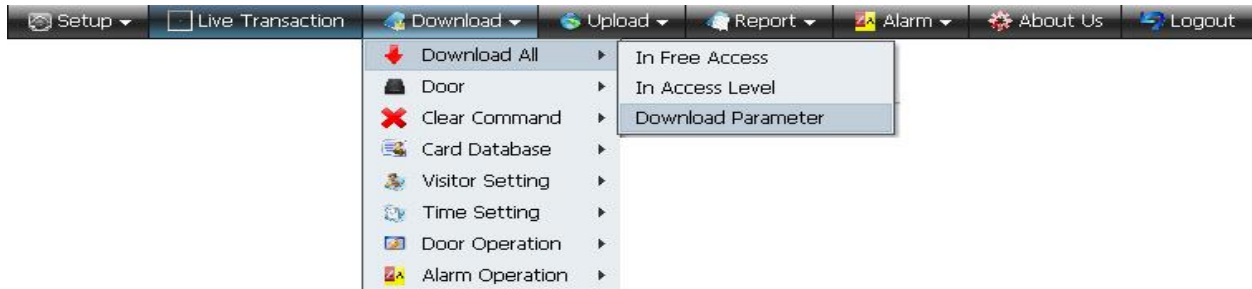 Setup Live Transaction Download Upload Report Alarm About Us Logout
Download All In Free Access
Door In Access Level
Clear Command Download Parameter
Card Database
Visitor Setting
Time Setting
Door Operation
Alarm Operation